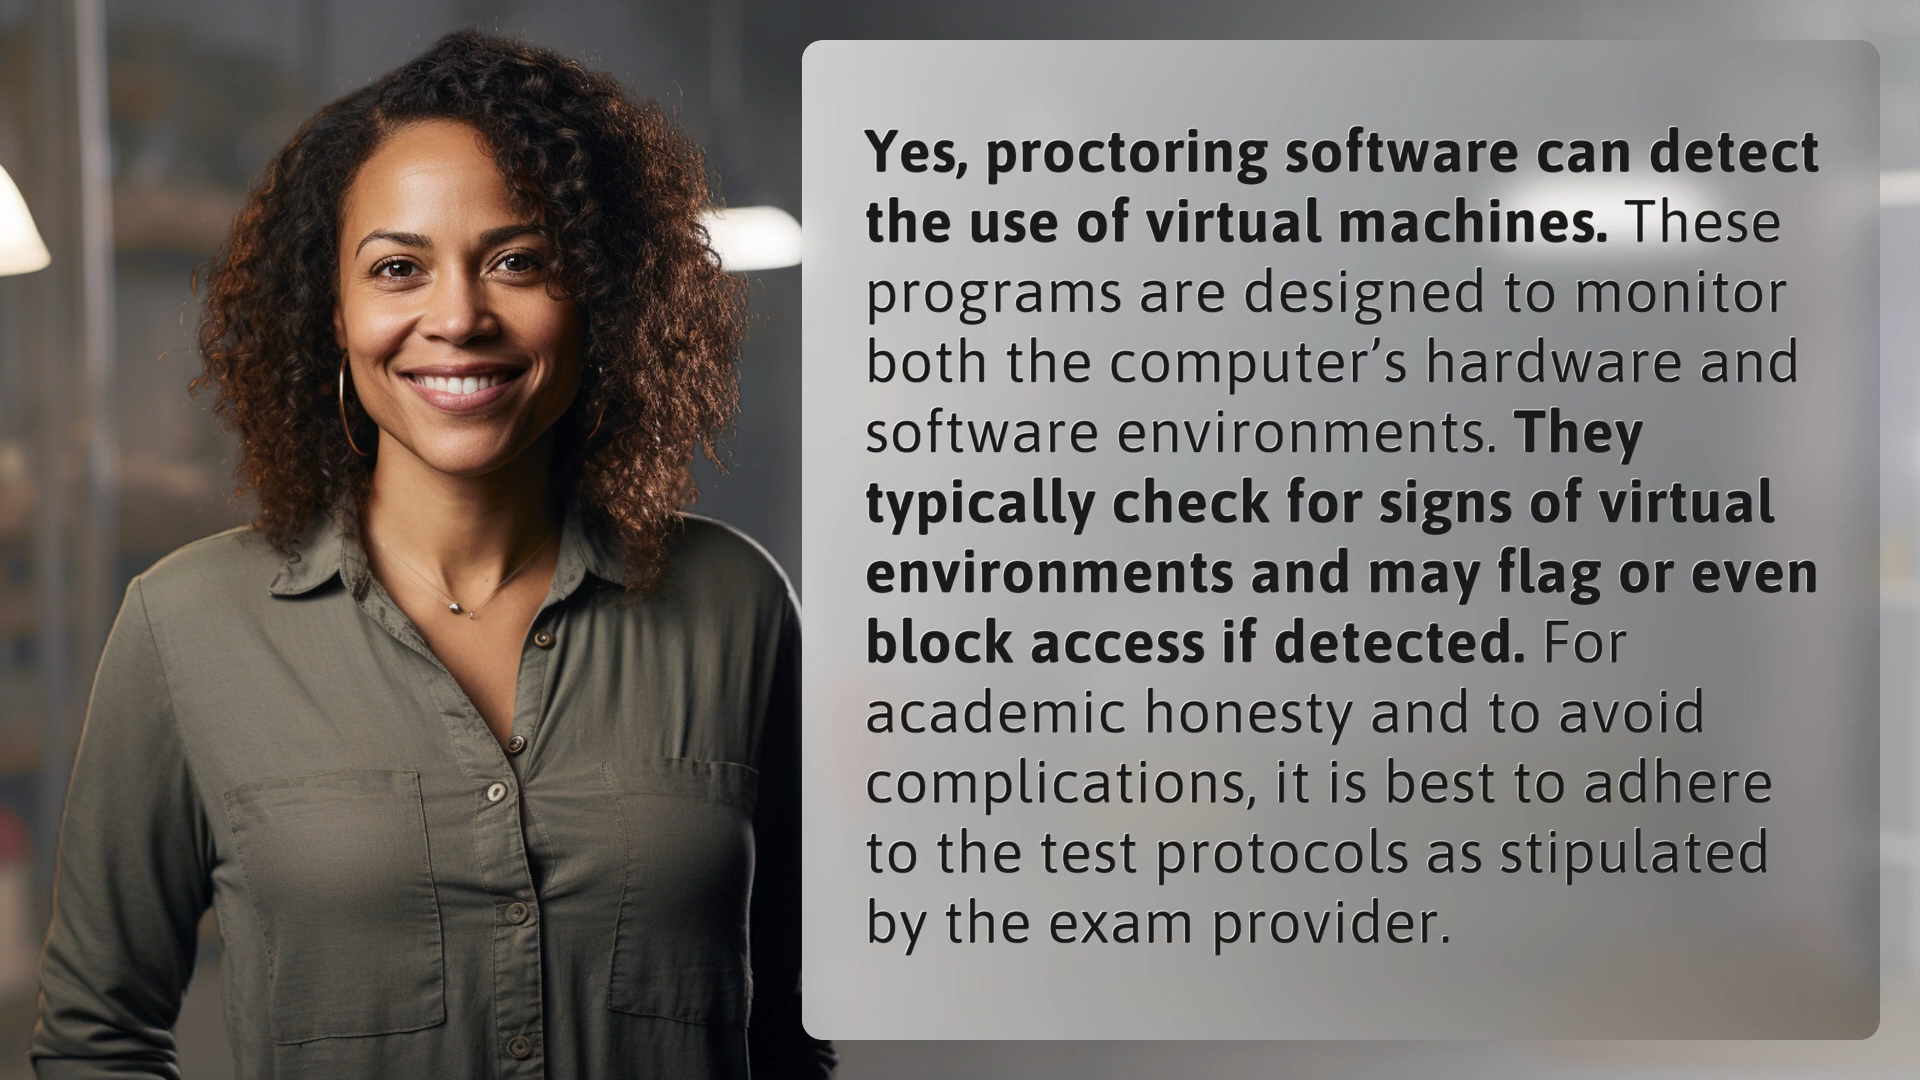 Yes, proctoring software can detect
the use of virtual machines. These
programs are designed to monitor
both the computer’s hardware and
software environments. They
typically check for signs of virtual
environments and may flag or even
block access if detected. For
academic honesty and to avoid
complications, it is best to adhere
to the test protocols as stipulated
by the exam provider.